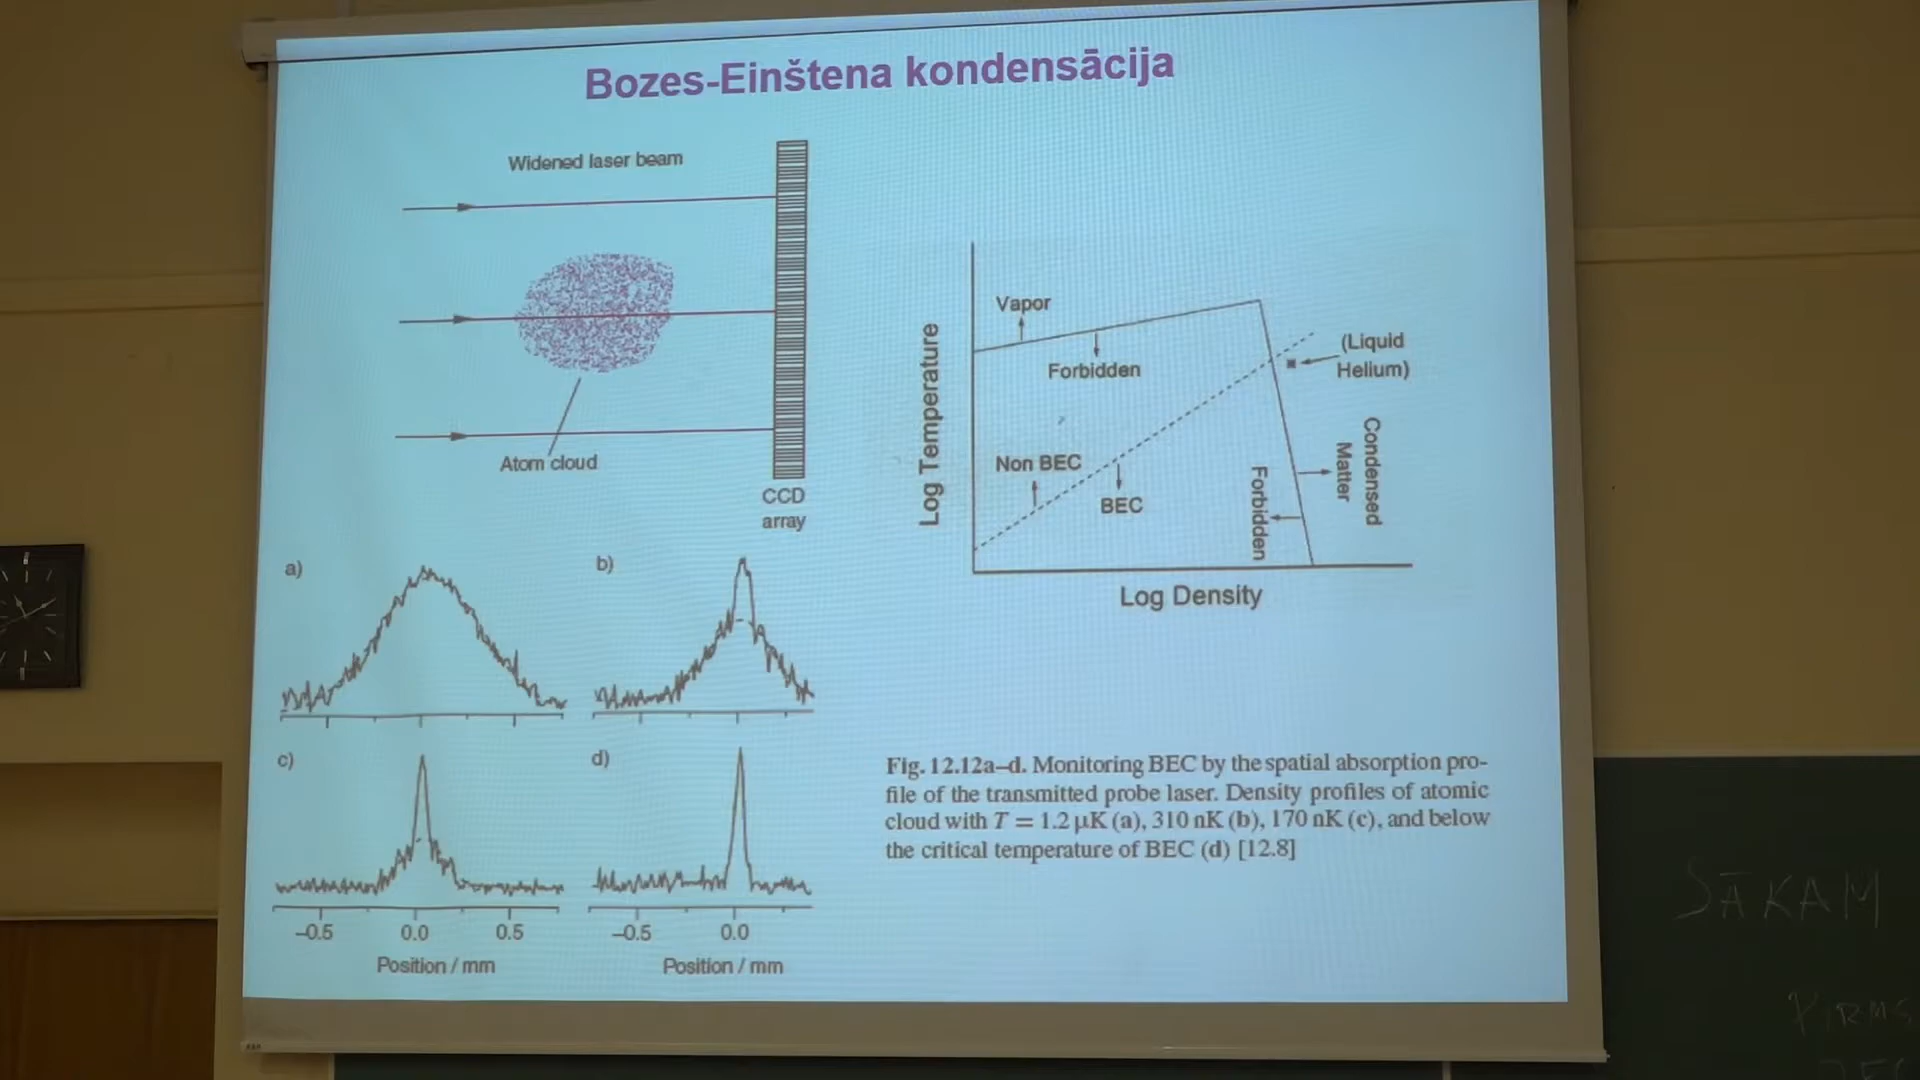 Bozes-Einštena kondensācija
Widened laser beam
Atom cloud
CCD
array
Log Temperature
Vapor
Forbidden
Non BEC
BEC
(Liquid
Helium)
Condensed
Matter
Forbidden
Log Density
a)
b)
c)
d)
–0.5 0.0 0.5
Position / mm
–0.5 0.0
Position / mm
Fig. 12.12a–d. Monitoring BEC by the spatial absorption pro-
file of the transmitted probe laser. Density profiles of atomic
cloud with T = 1.2 μK (a), 310 nK (b), 170 nK (c), and below
the critical temperature of BEC (d) [12.8]
SĀKAM
PIRMS